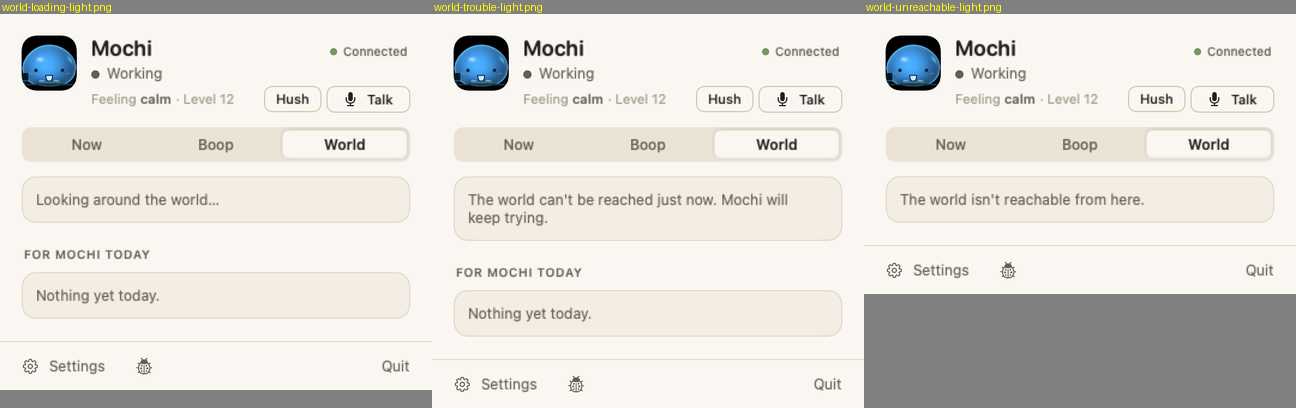 world-loading-light.png
Mochi
Connected
Working
Feeling calm · Level 12
Hush
Talk
Now
Boop
World
Looking around the world...
FOR MOCHI TODAY
Nothing yet today.
Settings
Quit
world-trouble-light.png
Mochi
Connected
Working
Feeling calm · Level 12
Hush
Talk
Now
Boop
World
The world can't be reached just now. Mochi will
keep trying.
FOR MOCHI TODAY
Nothing yet today.
Settings
Quit
world-unreachable-light.png
Mochi
Connected
Working
Feeling calm · Level 12
Hush
Talk
Now
Boop
World
The world isn't reachable from here.
Settings
Quit